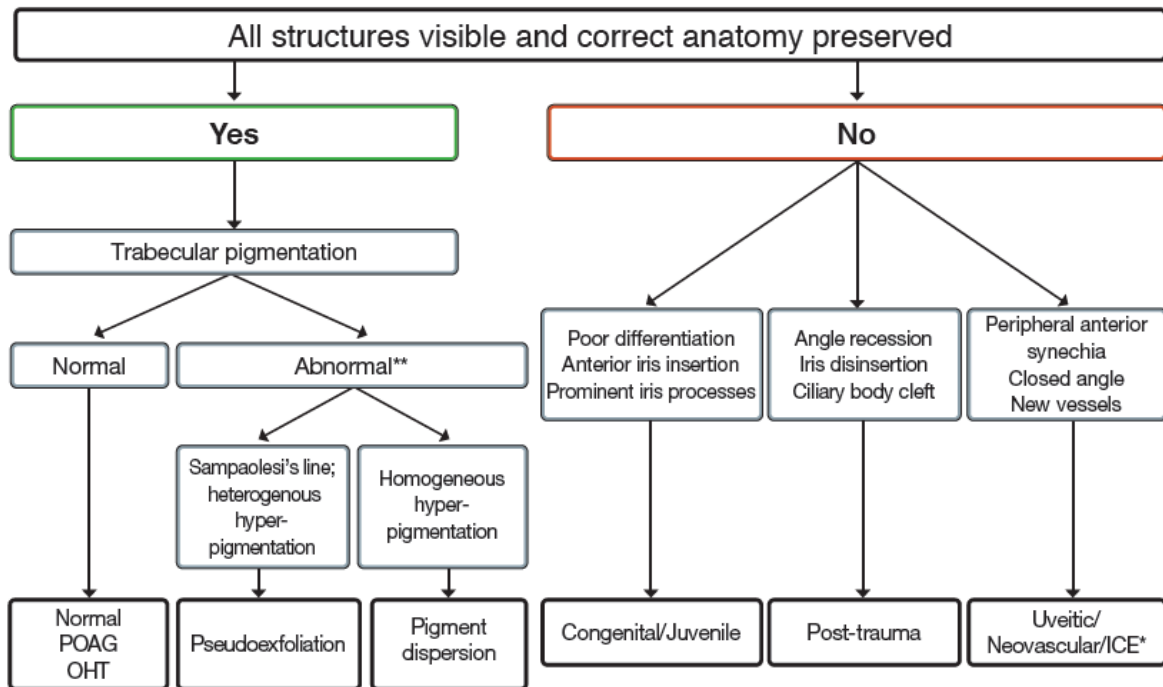 All structures visible and correct anatomy preserved
Yes
No
Trabecular pigmentation
Normal
Abnormal**
Poor differentiation
Anterior iris insertion
Prominent iris processes
Angle recession
Iris disinsertion
Ciliary body cleft
Peripheral anterior
synechia
Closed angle
New vessels
Sampaolesi's line;
heterogenous
hyper-
pigmentation
Homogeneous
hyper-
pigmentation
Normal
POAG
OHT
Pseudoexfoliation
Pigment
dispersion
Congenital/Juvenile
Post-trauma
Uveitic/
Neovascular/ICE*